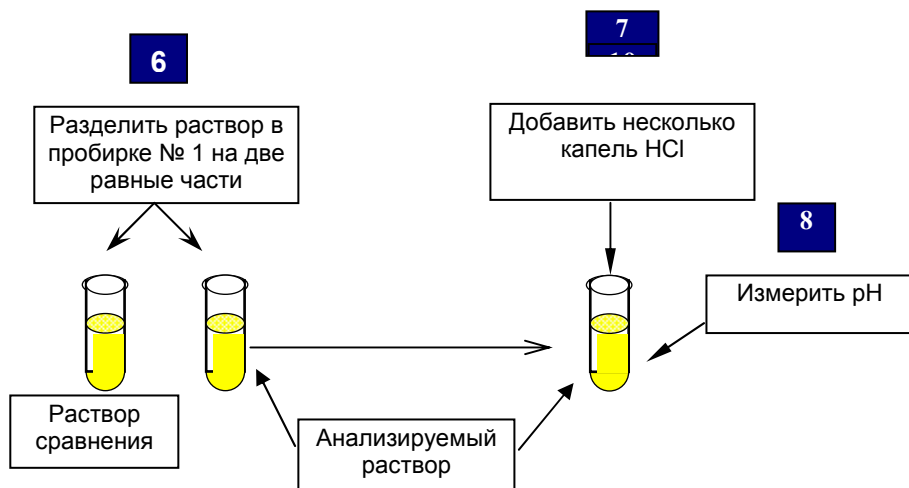 6
7
Разделить раствор в
пробирке № 1 на две
равные части
Добавить несколько
капель HCl
8
Измерить pH
Раствор
сравнения
Анализируемый
раствор